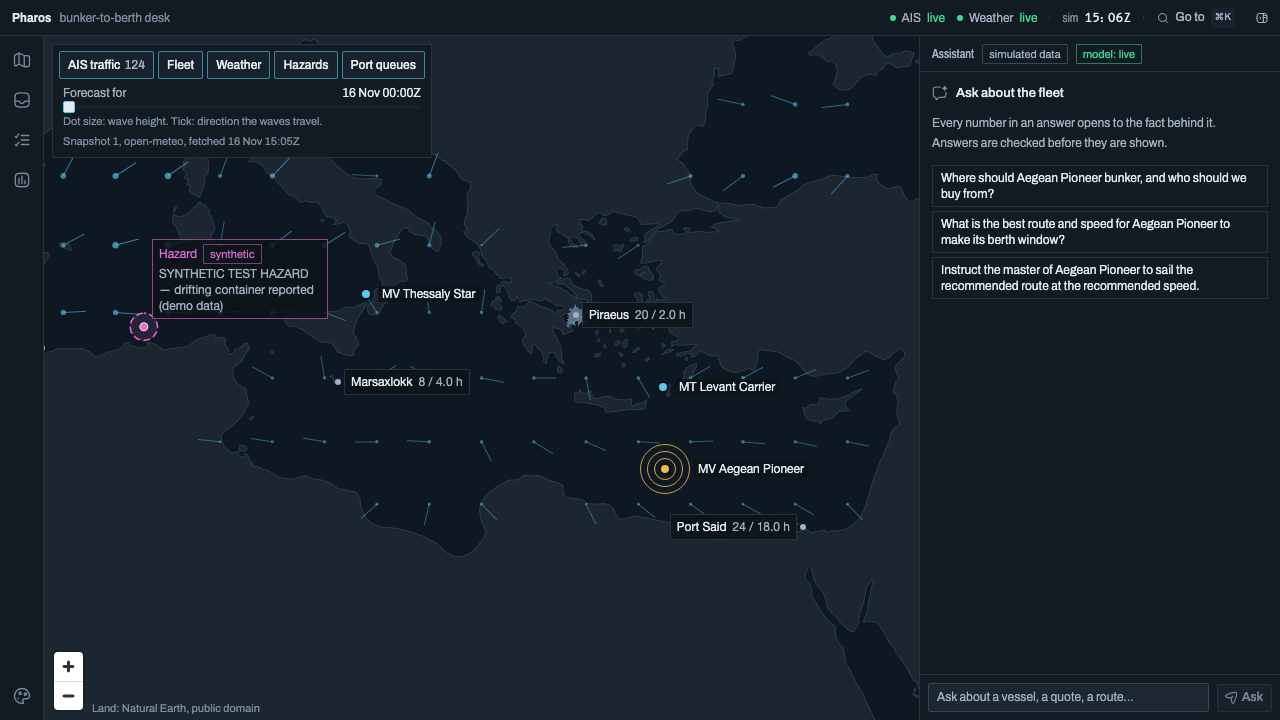 Pharos bunker-to-berth desk
AIS live Weather live sim 15:06Z Go to ⌘K
AIS traffic 124 Fleet Weather Hazards Port queues
Forecast for 16 Nov 00:00Z
Dot size: wave height. Tick: direction the waves travel.
Snapshot 1, open-meteo, fetched 16 Nov 15:05Z
Hazard synthetic
SYNTHETIC TEST HAZARD
— drifting container reported
(demo data)
MV Thessaly Star
Piraeus 20 / 2.0 h
Marsaxlokk 8 / 4.0 h
MT Levant Carrier
MV Aegean Pioneer
Port Said 24 / 18.0 h
+
−
Land: Natural Earth, public domain
Assistant simulated data model: live
Ask about the fleet
Every number in an answer opens to the fact behind it.
Answers are checked before they are shown.
Where should Aegean Pioneer bunker, and who should we
buy from?
What is the best route and speed for Aegean Pioneer to
make its berth window?
Instruct the master of Aegean Pioneer to sail the
recommended route at the recommended speed.
Ask about a vessel, a quote, a route... Ask